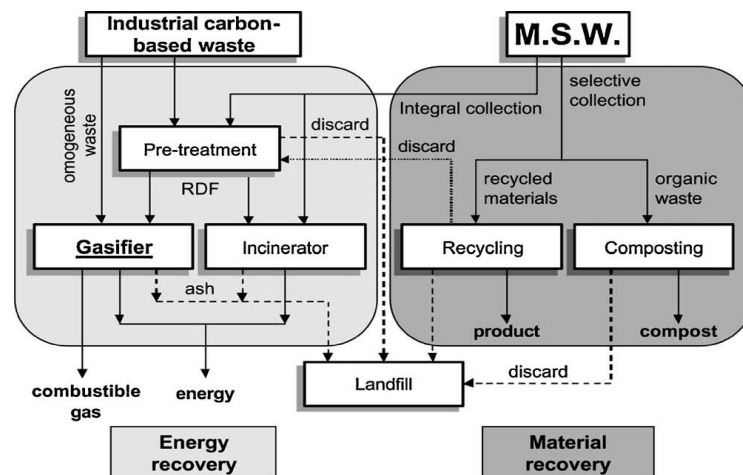 Industrial carbon-
based waste
M.S.W.
omogeneous
waste
Integral collection
selective
collection
discard
Pre-treatment
discard
RDF
recycled
materials
organic
waste
Gasifier
Incinerator
Recycling
Composting
ash
product
compost
combustible
gas
energy
Landfill
discard
Energy
recovery
Material
recovery